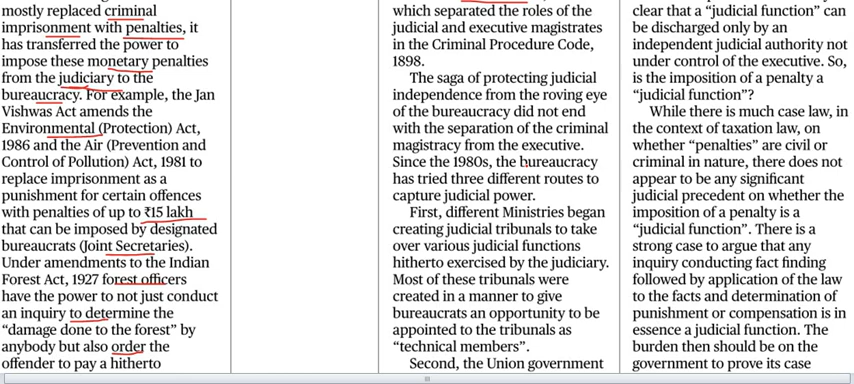 mostly replaced criminal
imprisonment with penalties, it
has transferred the power to
impose these monetary penalties
from the judiciary to the
bureaucracy. For example, the Jan
Vishwas Act amends the
Environmental (Protection) Act,
1986 and the Air (Prevention and
Control of Pollution) Act, 1981 to
replace imprisonment as a
punishment for certain offences
with penalties of up to ₹15 lakh
that can be imposed by designated
bureaucrats (Joint Secretaries).
Under amendments to the Indian
Forest Act, 1927 forest officers
have the power to not just conduct
an inquiry to determine the
“damage done to the forest” by
anybody but also order the
offender to pay a hitherto
which separated the roles of the
judicial and executive magistrates
in the Criminal Procedure Code,
1898.
The saga of protecting judicial
independence from the roving eye
of the bureaucracy did not end
with the separation of the criminal
magistracy from the executive.
Since the 1980s, the bureaucracy
has tried three different routes to
capture judicial power.
First, different Ministries began
creating judicial tribunals to take
over various judicial functions
hitherto exercised by the judiciary.
Most of these tribunals were
created in a manner to give
bureaucrats an opportunity to be
appointed to the tribunals as
“technical members”.
Second, the Union government
clear that a “judicial function” can
be discharged only by an
independent judicial authority not
under control of the executive. So,
is the imposition of a penalty a
“judicial function”?
While there is much case law, in
the context of taxation law, on
whether “penalties” are civil or
criminal in nature, there does not
appear to be any significant
judicial precedent on whether the
imposition of a penalty is a
“judicial function”. There is a
strong case to argue that any
inquiry conducting fact finding
followed by application of the law
to the facts and determination of
punishment or compensation is in
essence a judicial function. The
burden then should be on the
government to prove its case